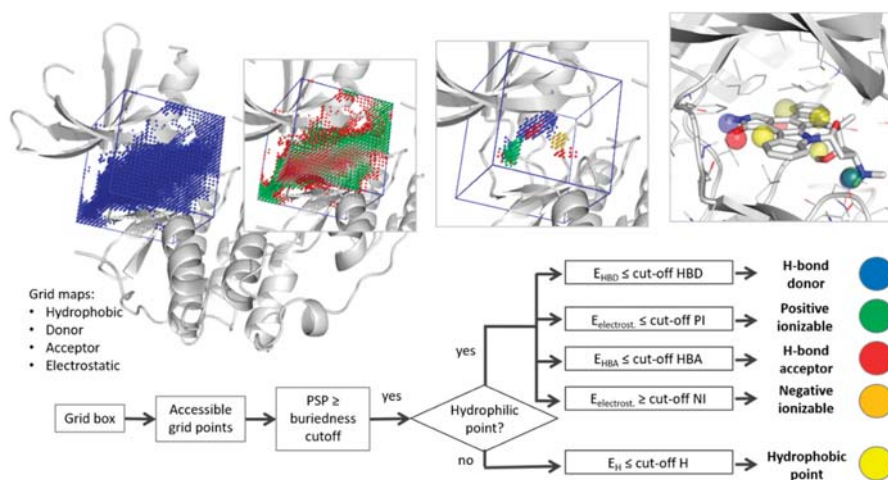 Grid maps:
• Hydrophobic
• Donor
• Acceptor
• Electrostatic
Grid box
Accessible
grid points
PSP ≥
buriedness
cutoff
yes
Hydrophilic
point?
yes
no
E_HBD ≤ cut-off HBD
H-bond
donor
E_electrost. ≤ cut-off PI
Positive
ionizable
E_HBA ≤ cut-off HBA
H-bond
acceptor
E_electrost. ≥ cut-off NI
Negative
ionizable
E_H ≤ cut-off H
Hydrophobic
point